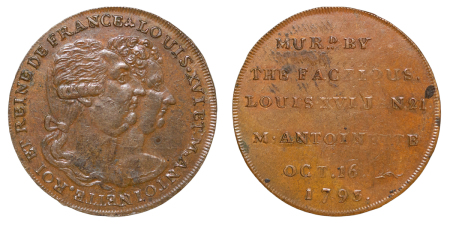 LOUIS·XVI ET M·ANTOINETTE·ROI ET REINE DE FRANCE &
MURD BY
THE FACTIOUS.
LOUIS XVI J
M·ANTOINETTE
OCT. 16.
1793.